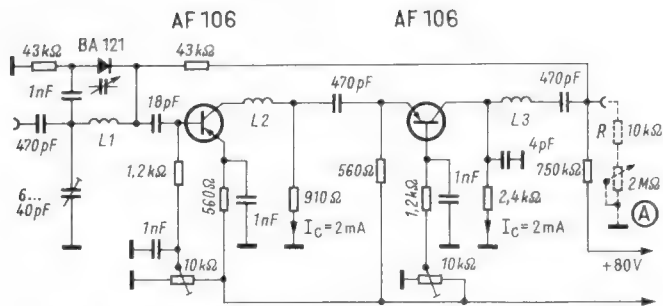 AF 106
AF 106
43kΩ
BA 121
43kΩ
1nF
18pF
470pF
470pF
470pF
L1
L2
L3
R
10kΩ
4pF
6...
40pF
1,2kΩ
560Ω
1nF
910Ω
560Ω
1,2kΩ
1nF
2,4kΩ
750kΩ
2MΩ
A
1nF
10kΩ
I_C=2mA
10kΩ
I_C=2mA
+80V